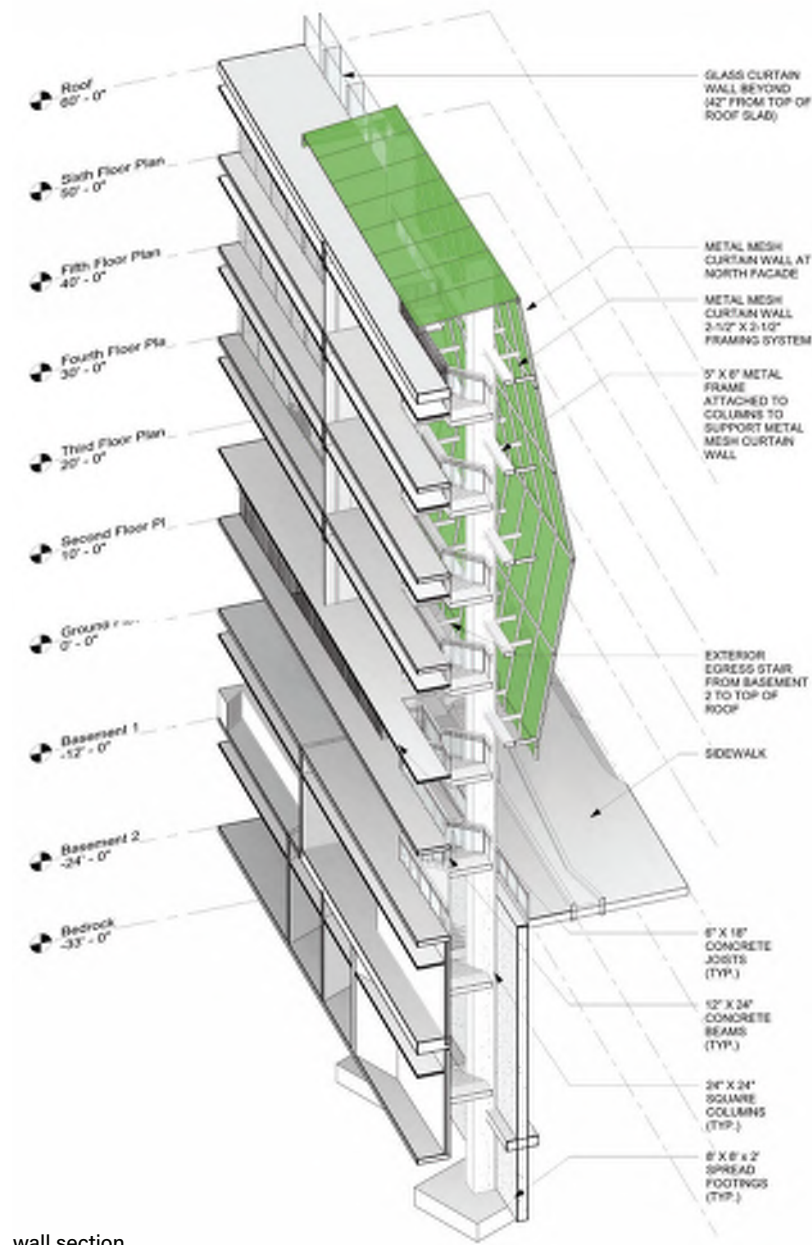 Roof
60' - 0"
Sixth Floor Plan
50' - 0"
Fifth Floor Plan
40' - 0"
Fourth Floor Pla
30' - 0"
Third Floor Plan
20' - 0"
Second Floor Pl
10' - 0"
Ground
0' - 0"
Basement 1
-12' - 0"
Basement 2
-24' - 0"
Bedrock
-33' - 0"
GLASS CURTAIN
WALL BEYOND
(42" FROM TOP OF
ROOF SLAB)
METAL MESH
CURTAIN WALL AT
NORTH FACADE
METAL MESH
CURTAIN WALL
2-1/2" X 2-1/2"
FRAMING SYSTEM
METAL
FRAME
ATTACHED TO
COLUMNS TO
SUPPORT METAL
MESH CURTAIN
WALL
EXTERIOR
EGRESS STAIR
FROM BASEMENT
2 TO TOP OF
ROOF
SIDEWALK
6" X 18"
CONCRETE
JOISTS
(TYP.)
12" X 24"
CONCRETE
BEAMS
(TYP.)
24" X 24"
SQUARE
COLUMNS
(TYP.)
8' X 8' x 2'
SPREAD
FOOTINGS
(TYP.)
wall section